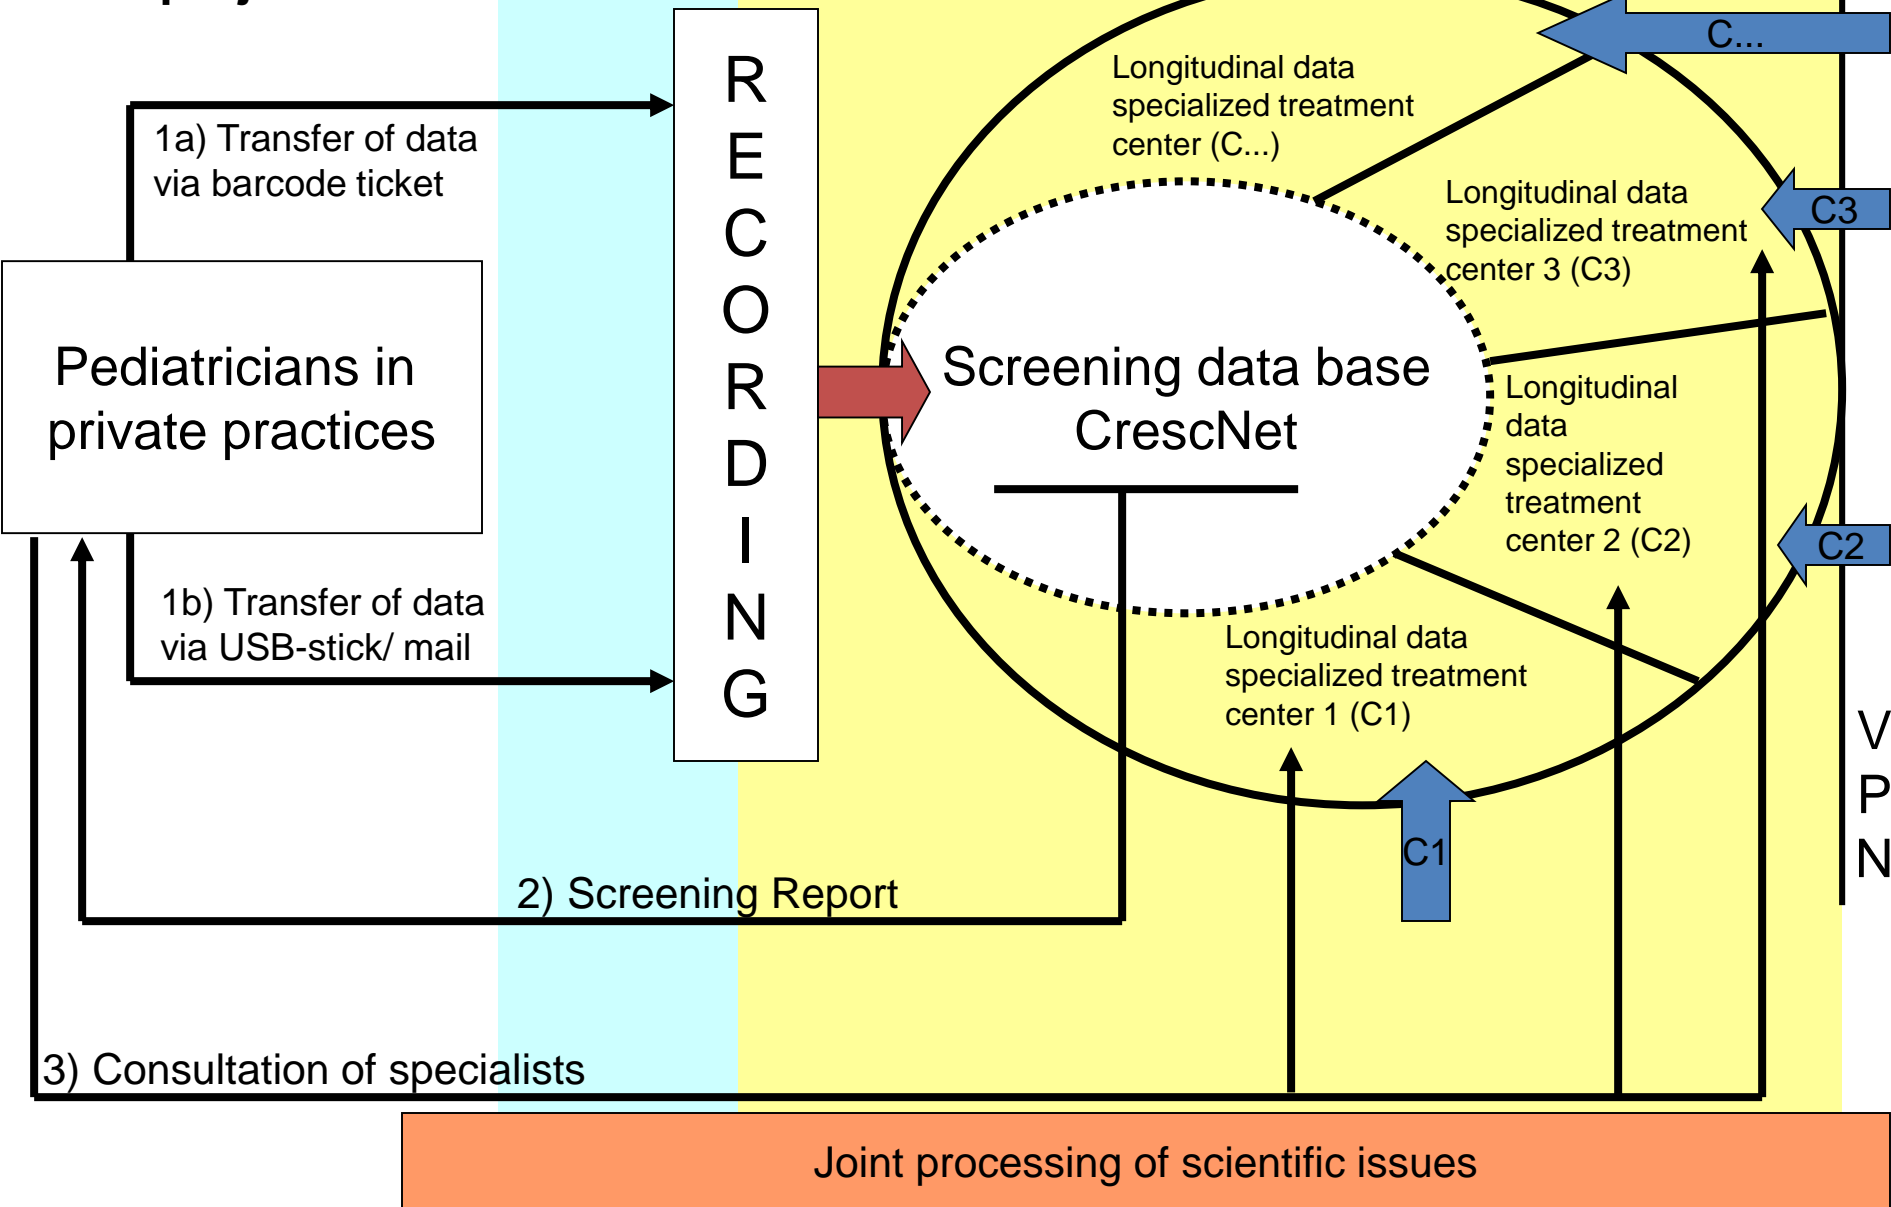 C...
Longitudinal data
specialized treatment
center (C...)
R
E
C
O
R
D
I
N
G
1a) Transfer of data
via barcode ticket
Longitudinal data
specialized treatment
center 3 (C3)
C3
Pediatricians in
private practices
Screening data base
CrescNet
Longitudinal
data
specialized
treatment
center 2 (C2)
C2
1b) Transfer of data
via USB-stick/ mail
Longitudinal data
specialized treatment
center 1 (C1)
V
P
N
C1
2) Screening Report
3) Consultation of specialists
Joint processing of scientific issues